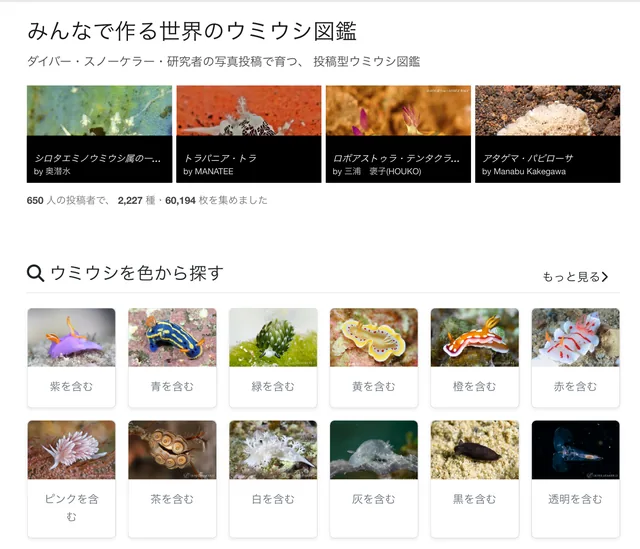 みんなで作る世界のウミウシ図鑑
ダイバー・スノーケラー・研究者の写真投稿で育つ、 投稿型ウミウシ図鑑
シロタエミノウミウシ属の一...
by 奥潜水
トラパニア・トラ
by MANATEE
ロボアストゥラ・テンタクラ...
by 三浦 褒子(HOUKO)
アタゲマ・パピローサ
by Manabu Kakegawa
650 人の投稿者で、 2,227 種・60,194 枚を集めました
ウミウシを色から探す
もっと見る
紫を含む
青を含む
緑を含む
黄を含む
橙を含む
赤を含む
ピンクを含
む
茶を含む
白を含む
灰を含む
黒を含む
透明を含む